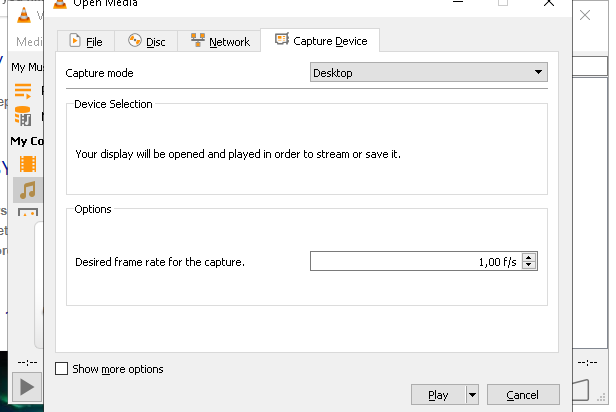 Open Media
File
Disc
Network
Capture Device
Medi
My Mu
My Co
Capture mode
Desktop
Device Selection
Your display will be opened and played in order to stream or save it.
Options
Desired frame rate for the capture.
1,00 f/s
--:--
--:--
Show more options
Play
Cancel